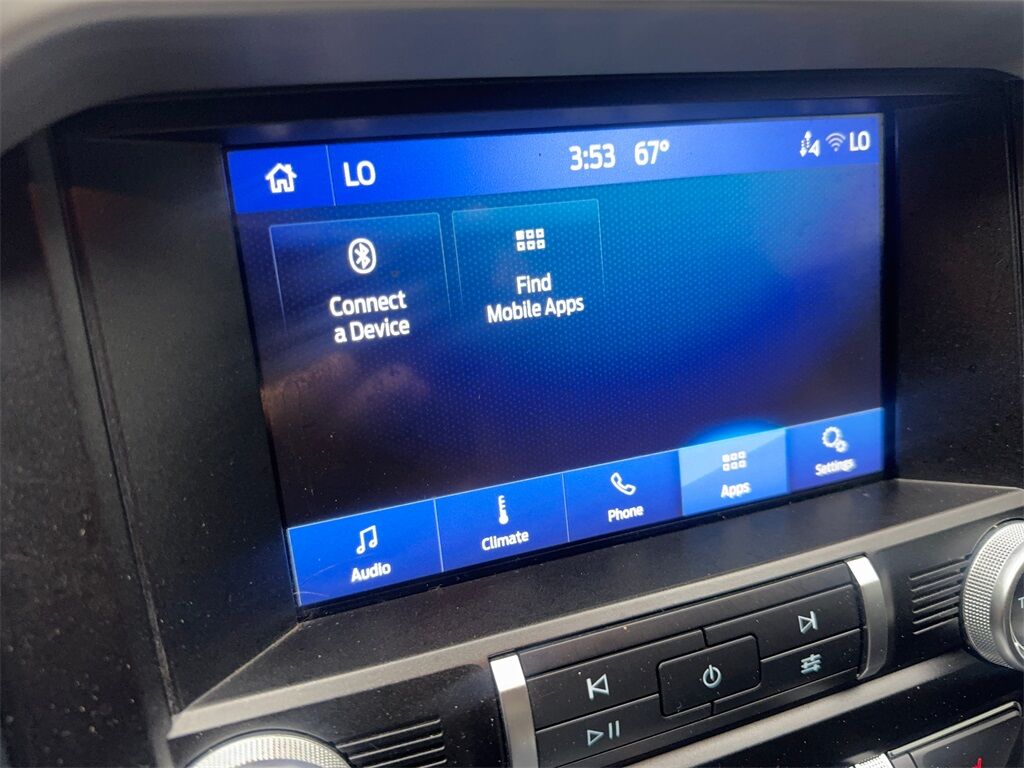 LO
3:53 67°
LO
Connect
a Device
Find
Mobile Apps
Audio
Climate
Phone
Apps
Settings